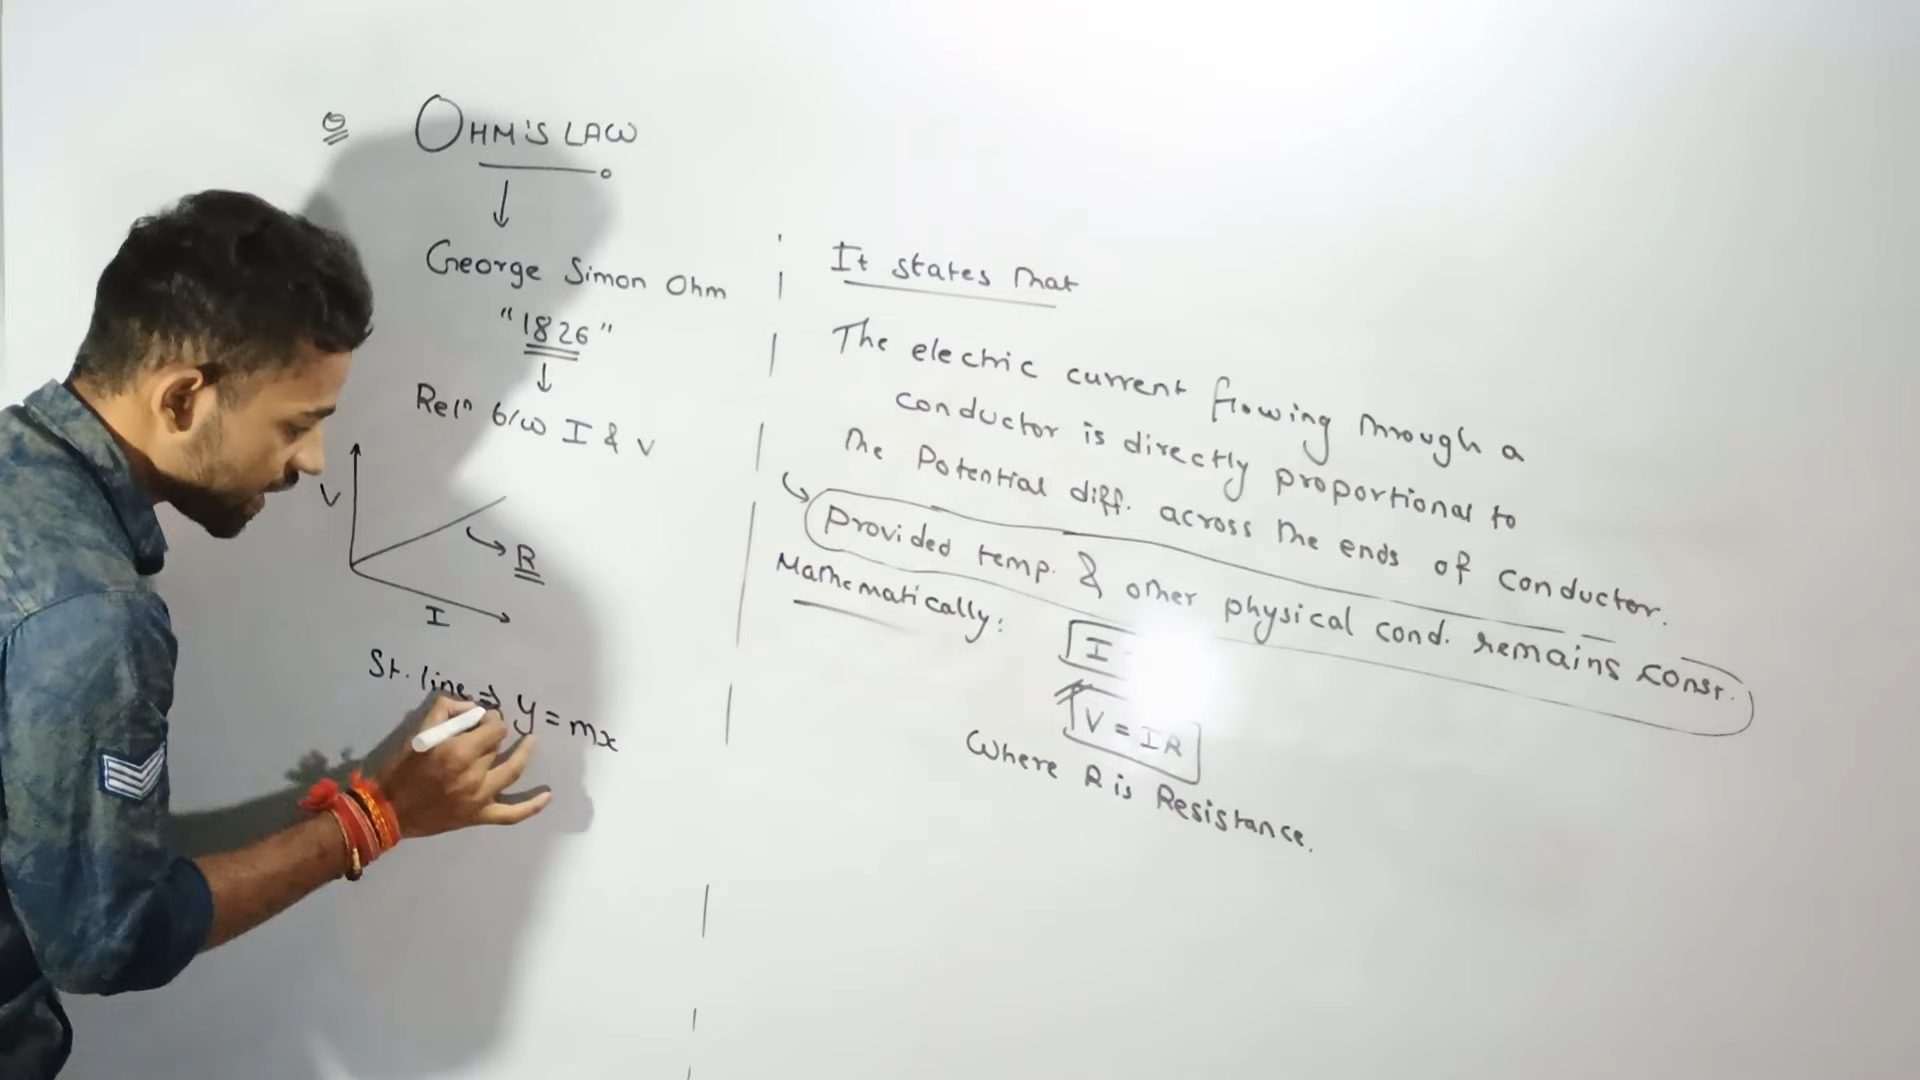 OHM'S LAW
George Simon Ohm
"1826"
Reln b/w I & V
V
R
I
St. line ⇒ y = mx
It states that
The electric current flowing through a
conductor is directly proportional to
the Potential diff. across the ends of conductor.
Provided temp. & other physical cond. remains const.
Mathematically:
I
V = IR
Where R is Resistance.